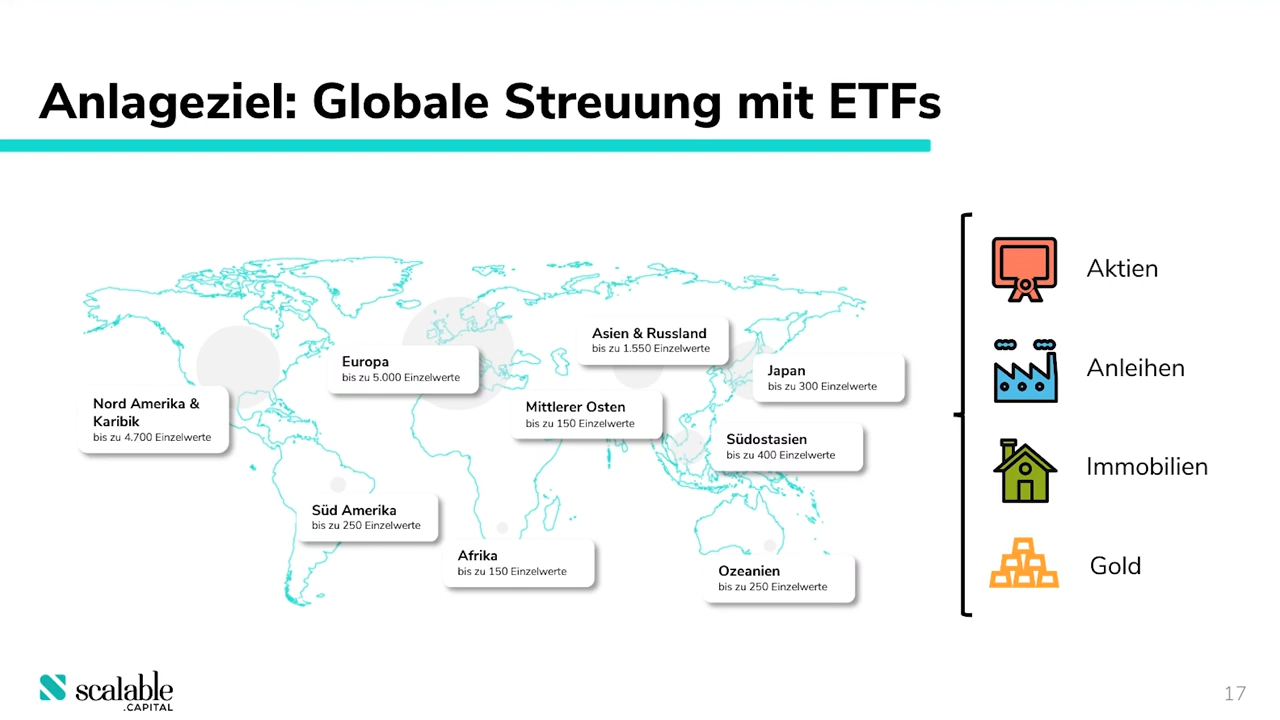 Anlageziel: Globale Streuung mit ETFs
Nord Amerika &
Karibik
bis zu 4.700 Einzelwerte
Europa
bis zu 5.000 Einzelwerte
Asien & Russland
bis zu 1.550 Einzelwerte
Japan
bis zu 300 Einzelwerte
Mittlerer Osten
bis zu 150 Einzelwerte
Südostasien
bis zu 400 Einzelwerte
Süd Amerika
bis zu 250 Einzelwerte
Afrika
bis zu 150 Einzelwerte
Ozeanien
bis zu 250 Einzelwerte
Aktien
Anleihen
Immobilien
Gold
scalable
.CAPITAL
17